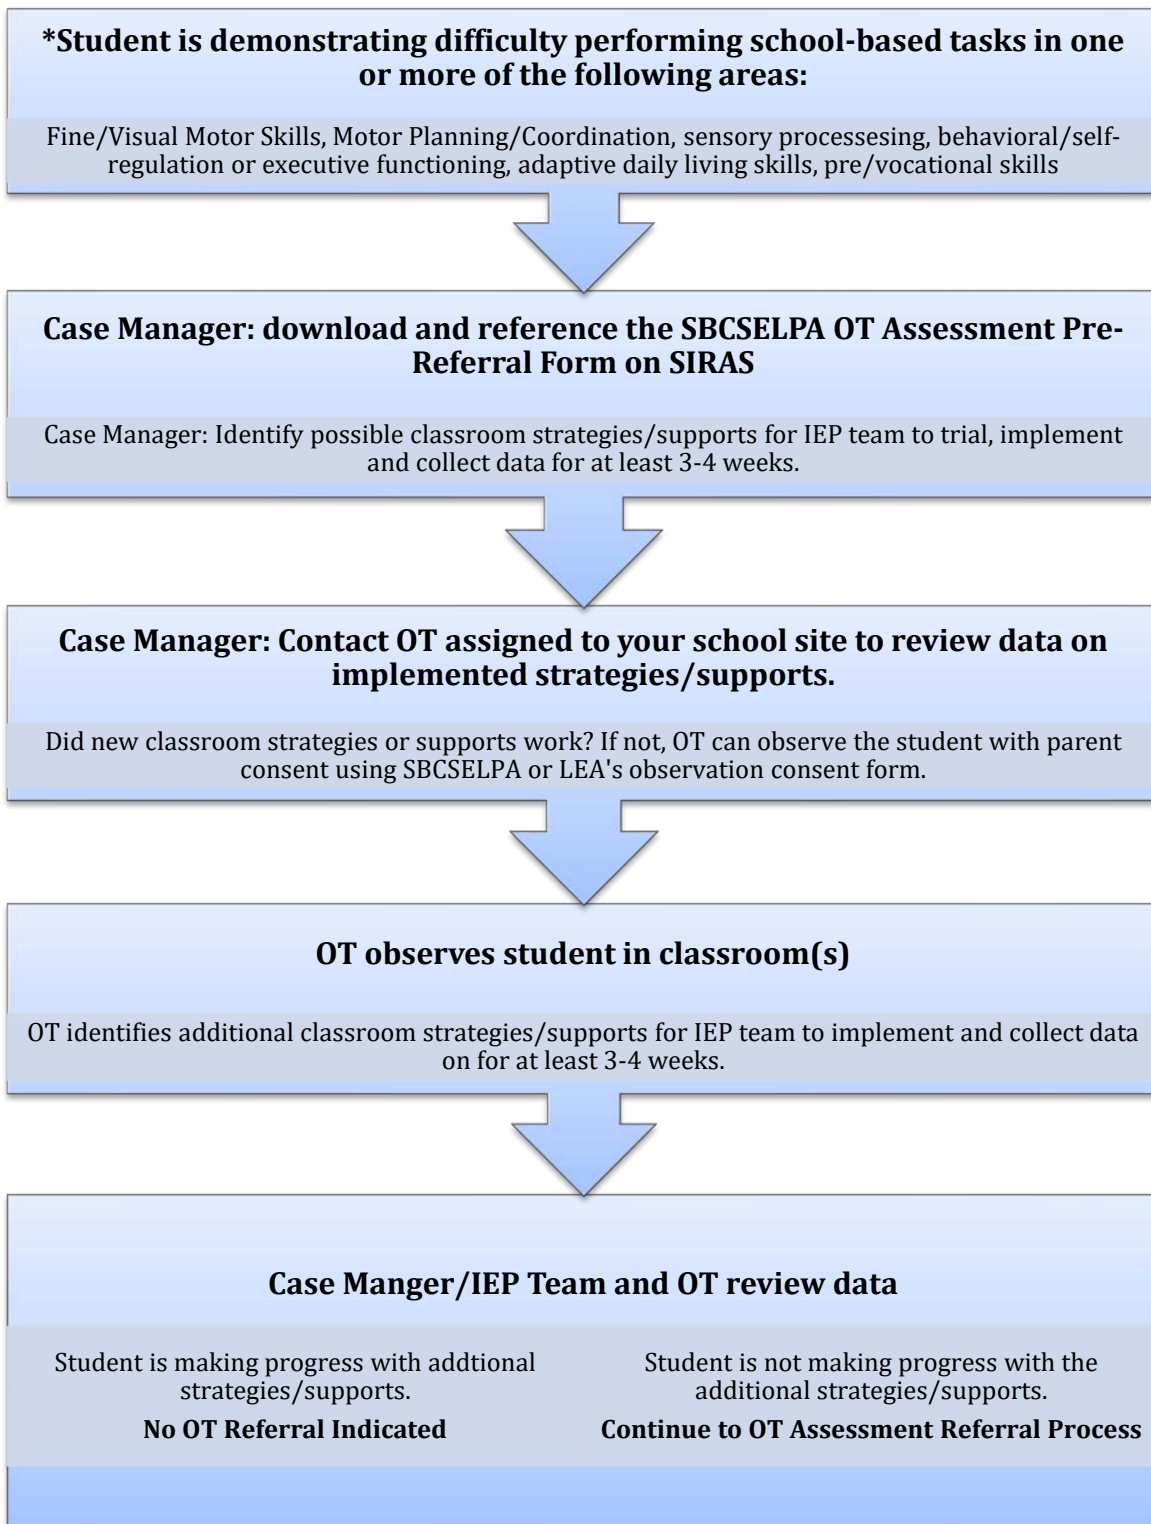 *Student is demonstrating difficulty performing school-based tasks in one
or more of the following areas:
Fine/Visual Motor Skills, Motor Planning/Coordination, sensory processesing, behavioral/self-
regulation or executive functioning, adaptive daily living skills, pre/vocational skills
Case Manager: download and reference the SBCSELPA OT Assessment Pre-
Referral Form on SIRAS
Case Manager: Identify possible classroom strategies/supports for IEP team to trial, implement
and collect data for at least 3-4 weeks.
Case Manager: Contact OT assigned to your school site to review data on
implemented strategies/supports.
Did new classroom strategies or supports work? If not, OT can observe the student with parent
consent using SBCSELPA or LEA's observation consent form.
OT observes student in classroom(s)
OT identifies additional classroom strategies/supports for IEP team to implement and collect data
on for at least 3-4 weeks.
Case Manger/IEP Team and OT review data
Student is making progress with addtional
strategies/supports.
No OT Referral Indicated
Student is not making progress with the
additional strategies/supports.
Continue to OT Assessment Referral Process